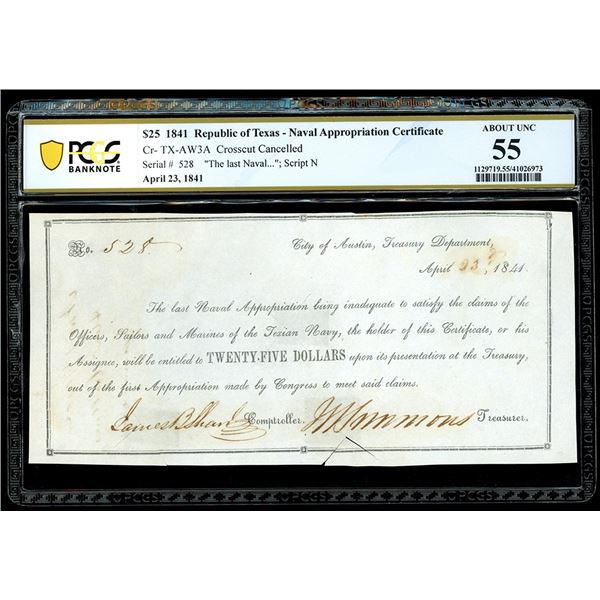 $25 1841 Republic of Texas - Naval Appropriation Certificate
Cr- TX-AW3A Crosscut Cancelled
Serial # 528 "The last Naval..."; Script N
April 23, 1841
PCGS
BANKNOTE
ABOUT UNC
55
1129719.55/41026973
No. 528
City of Austin, Treasury Department,
April 23, 1841.
The last Naval Appropriation being inadequate to satisfy the claims of the
Officers, Sailors and Marines of the Texian Navy, the holder of this Certificate, or his
Assignee, will be entitled to TWENTY-FIVE DOLLARS upon its presentation at the Treasury,
out of the first Appropriation made by Congress to meet said claims.
James B Shaw Comptroller. Simmons Treasurer.
PCGS